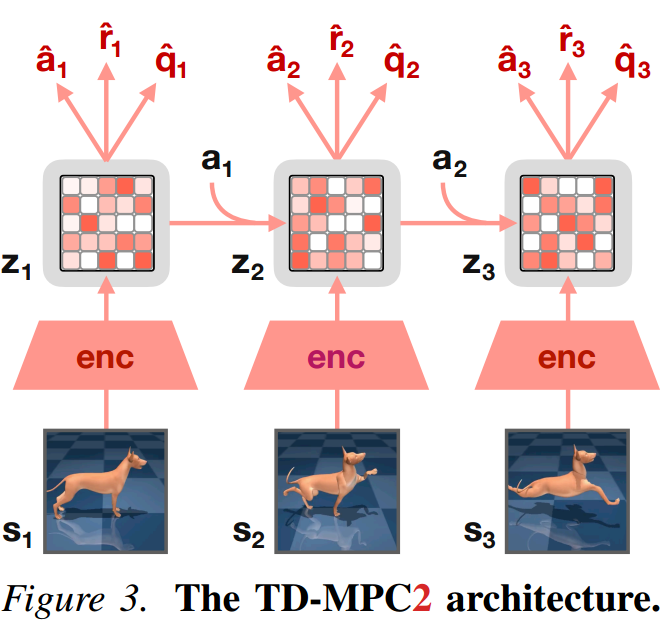 â₁ r̂₁ q̂₁ â₂ r̂₂ q̂₂ â₃ r̂₃ q̂₃
a₁ a₂
z₁ z₂ z₃
enc enc enc
s₁ s₂ s₃
Figure 3. The TD-MPC2 architecture.